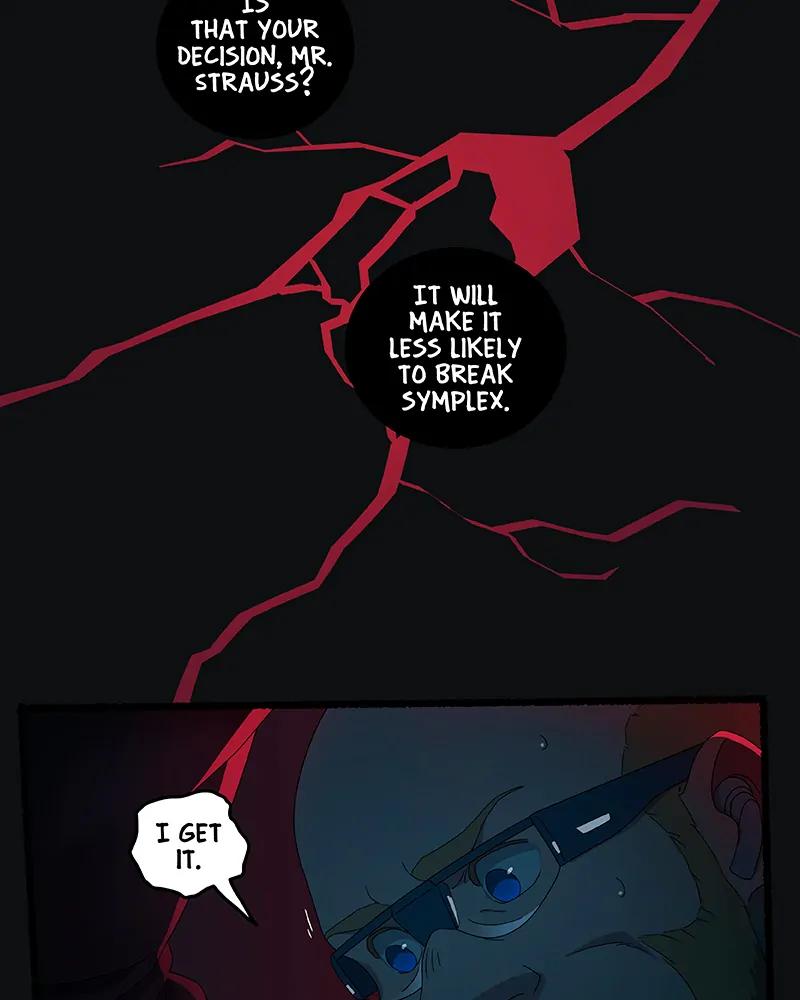 IS
THAT YOUR
DECISION, MR.
STRAUSS?
IT WILL
MAKE IT
LESS LIKELY
TO BREAK
SYMPLEX.
I GET
IT.